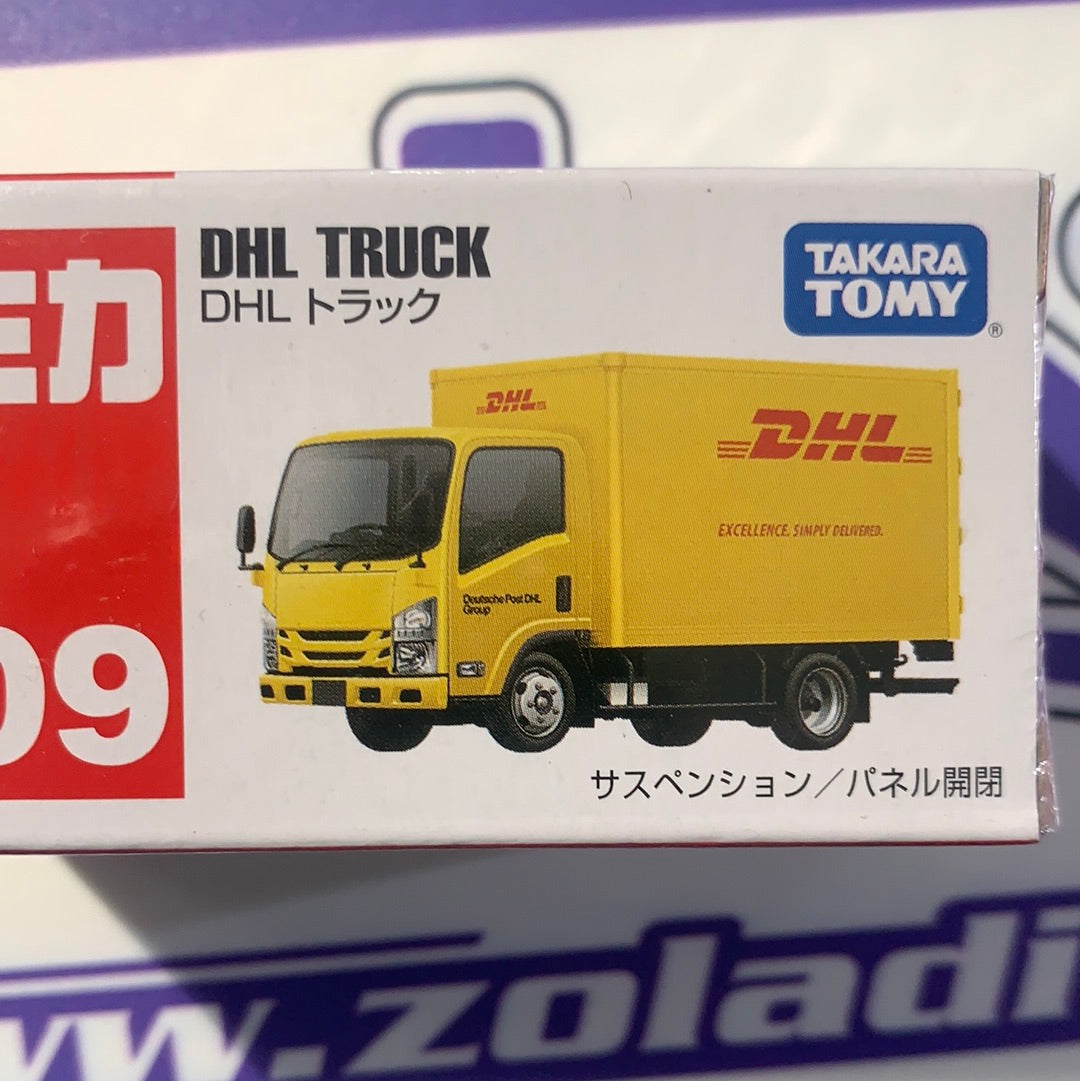 ミカ
09
DHL TRUCK
DHL トラック
TAKARA
TOMY
®
DHL
DHL
EXCELLENCE. SIMPLY DELIVERED.
Deutsche Post DHL
Group
サスペンション／パネル開閉
w.zoladi